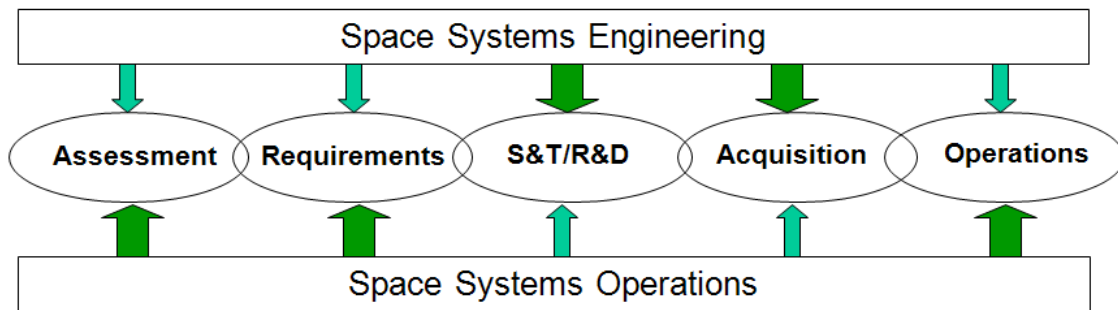 Space Systems Engineering
Assessment Requirements S&T/R&D Acquisition Operations
Space Systems Operations